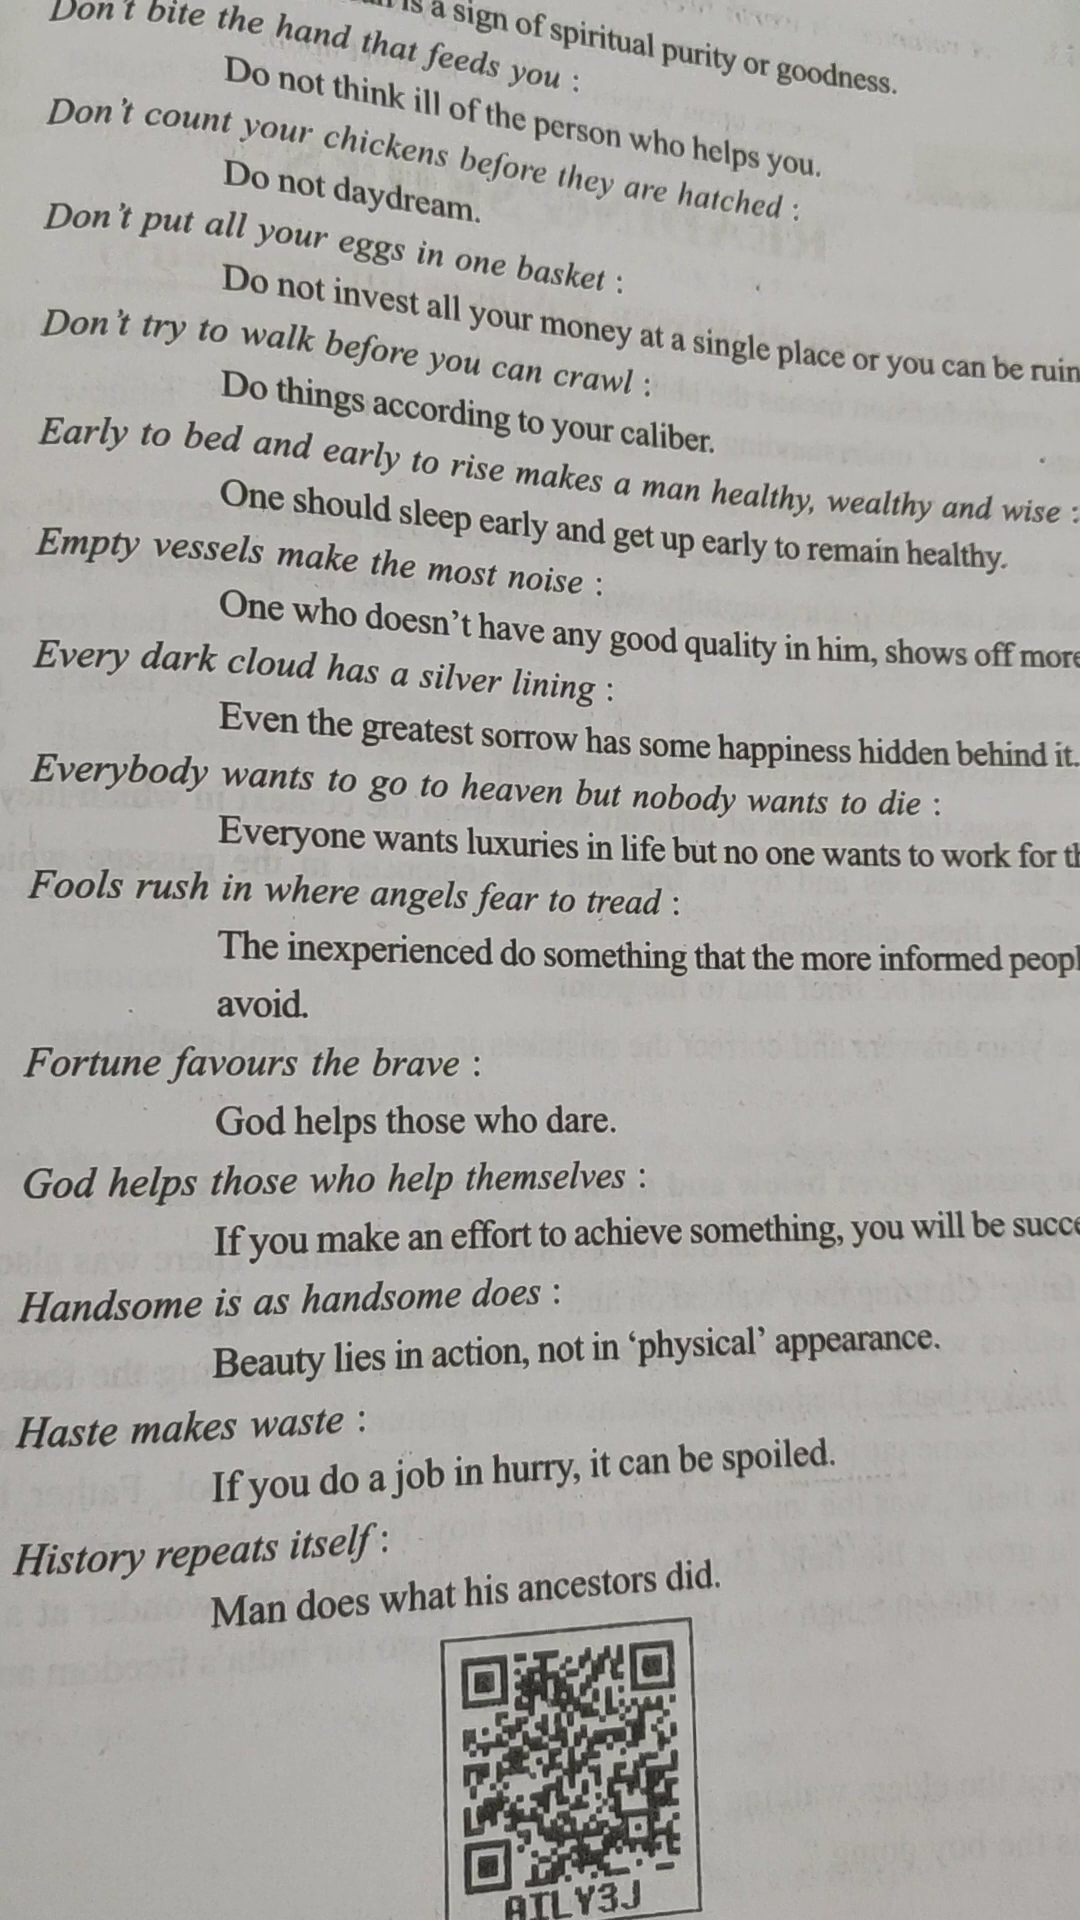 is a sign of spiritual purity or goodness.
Don't bite the hand that feeds you :
Do not think ill of the person who helps you.
Don't count your chickens before they are hatched :
Do not daydream.
Don't put all your eggs in one basket :
Do not invest all your money at a single place or you can be
Don't try to walk before you can crawl :
Do things according to your caliber.
Early to bed and early to rise makes a man healthy, wealthy and wise :
One should sleep early and get up early to remain healthy.
Empty vessels make the most noise :
One who doesn't have any good quality in him, shows off more
Every dark cloud has a silver lining :
Even the greatest sorrow has some happiness hidden behind it.
Everybody wants to go to heaven but nobody wants to die :
Everyone wants luxuries in life but no one wants to work for
Fools rush in where angels fear to tread :
The inexperienced do something that the more informed
avoid.
Fortune favours the brave :
God helps those who dare.
God helps those who help themselves :
If you make an effort to achieve something, you will be
Handsome is as handsome does :
Beauty lies in action, not in 'physical' appearance.
Haste makes waste :
If you do a job in hurry, it can be spoiled.
History repeats itself :
Man does what his ancestors did.
AILY3J